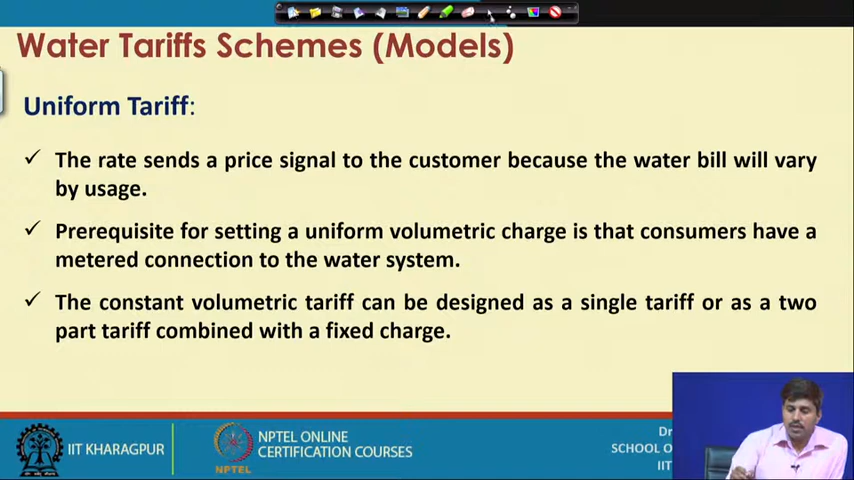 Water Tariffs Schemes (Models)
Uniform Tariff:
✓ The rate sends a price signal to the customer because the water bill will vary
by usage.
✓ Prerequisite for setting a uniform volumetric charge is that consumers have a
metered connection to the water system.
✓ The constant volumetric tariff can be designed as a single tariff or as a two
part tariff combined with a fixed charge.
IIT KHARAGPUR
NPTEL
NPTEL ONLINE
CERTIFICATION COURSES
Dr
SCHOOL OF
IIT